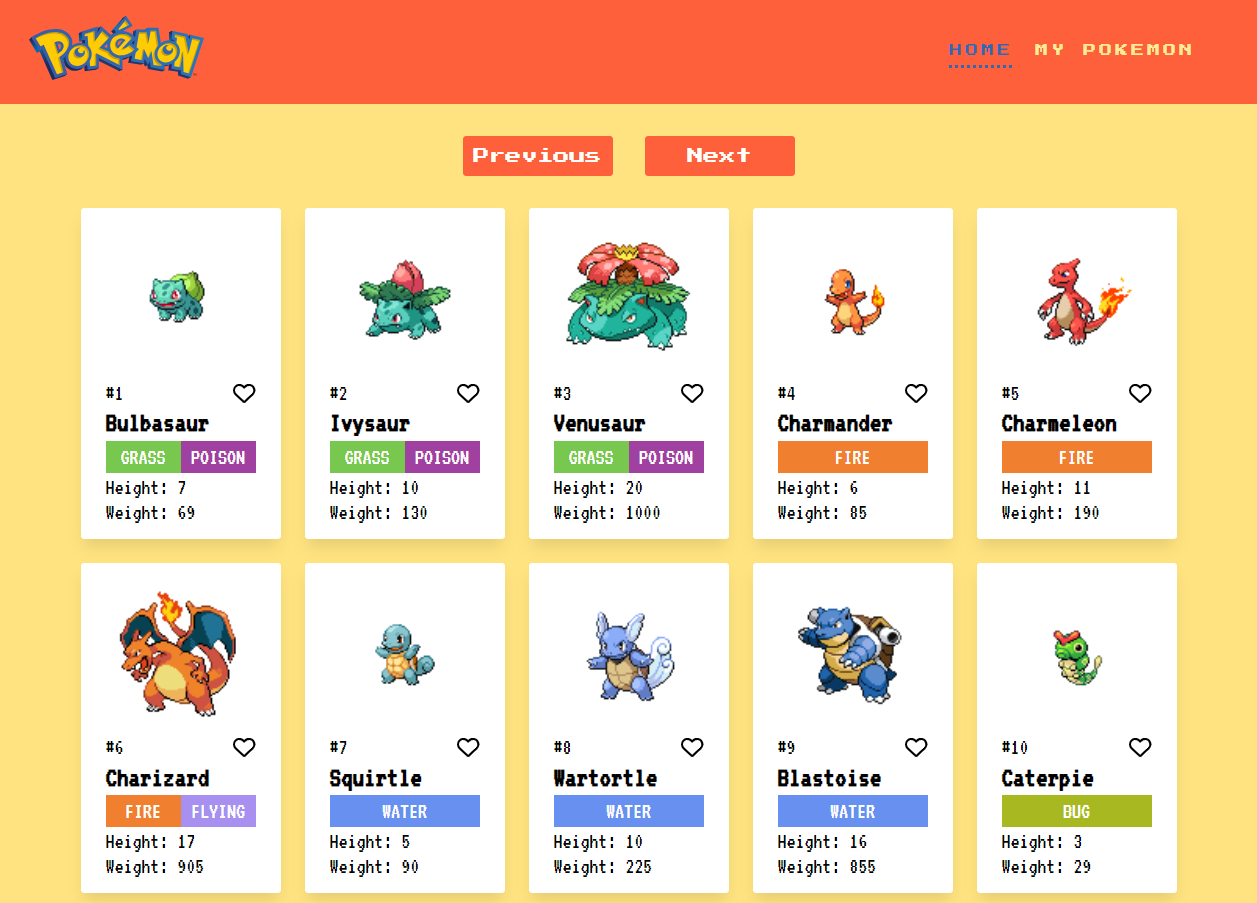 Pokémon
HOME MY POKEMON
Previous Next
#1
Bulbasaur
GRASS POISON
Height: 7
Weight: 69
#2
Ivysaur
GRASS POISON
Height: 10
Weight: 130
#3
Venusaur
GRASS POISON
Height: 20
Weight: 1000
#4
Charmander
FIRE
Height: 6
Weight: 85
#5
Charmeleon
FIRE
Height: 11
Weight: 190
#6
Charizard
FIRE FLYING
Height: 17
Weight: 905
#7
Squirtle
WATER
Height: 5
Weight: 90
#8
Wartortle
WATER
Height: 10
Weight: 225
#9
Blastoise
WATER
Height: 16
Weight: 855
#10
Caterpie
BUG
Height: 3
Weight: 29